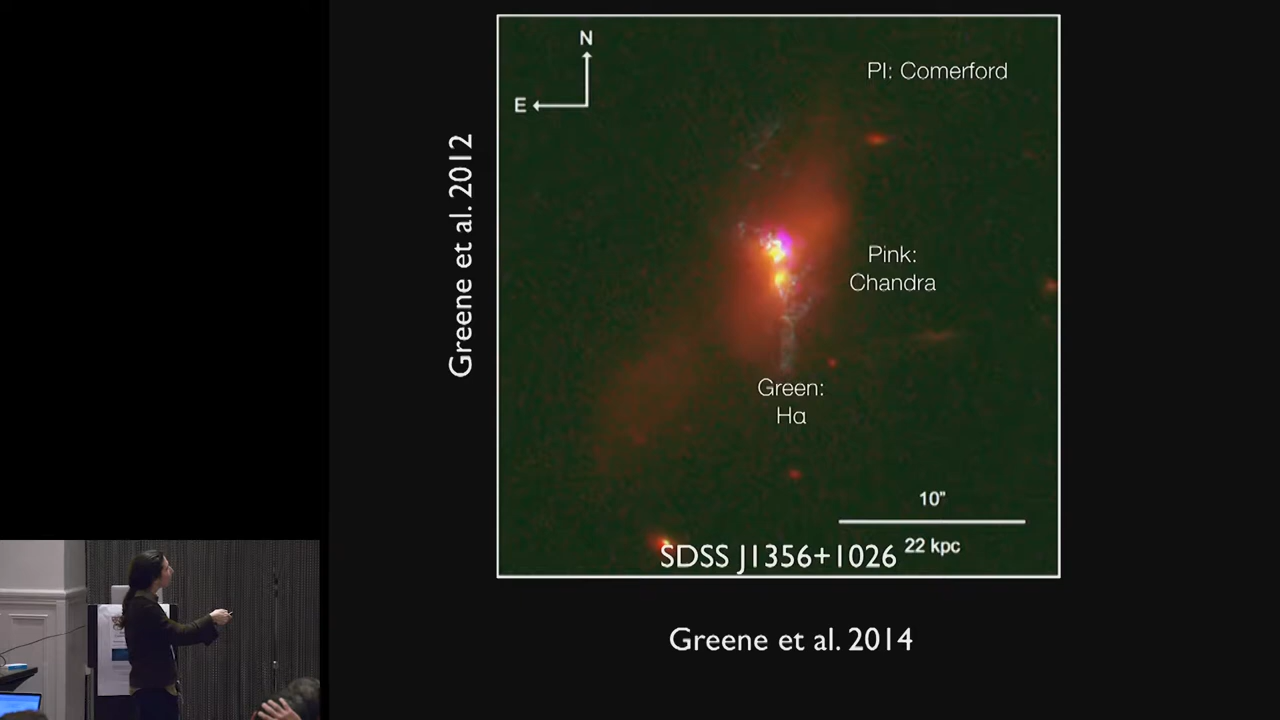 N
E
PI: Comerford
Greene et al. 2012
Pink:
Chandra
Green:
Hα
10"
22 kpc
SDSS J1356+1026
Greene et al. 2014